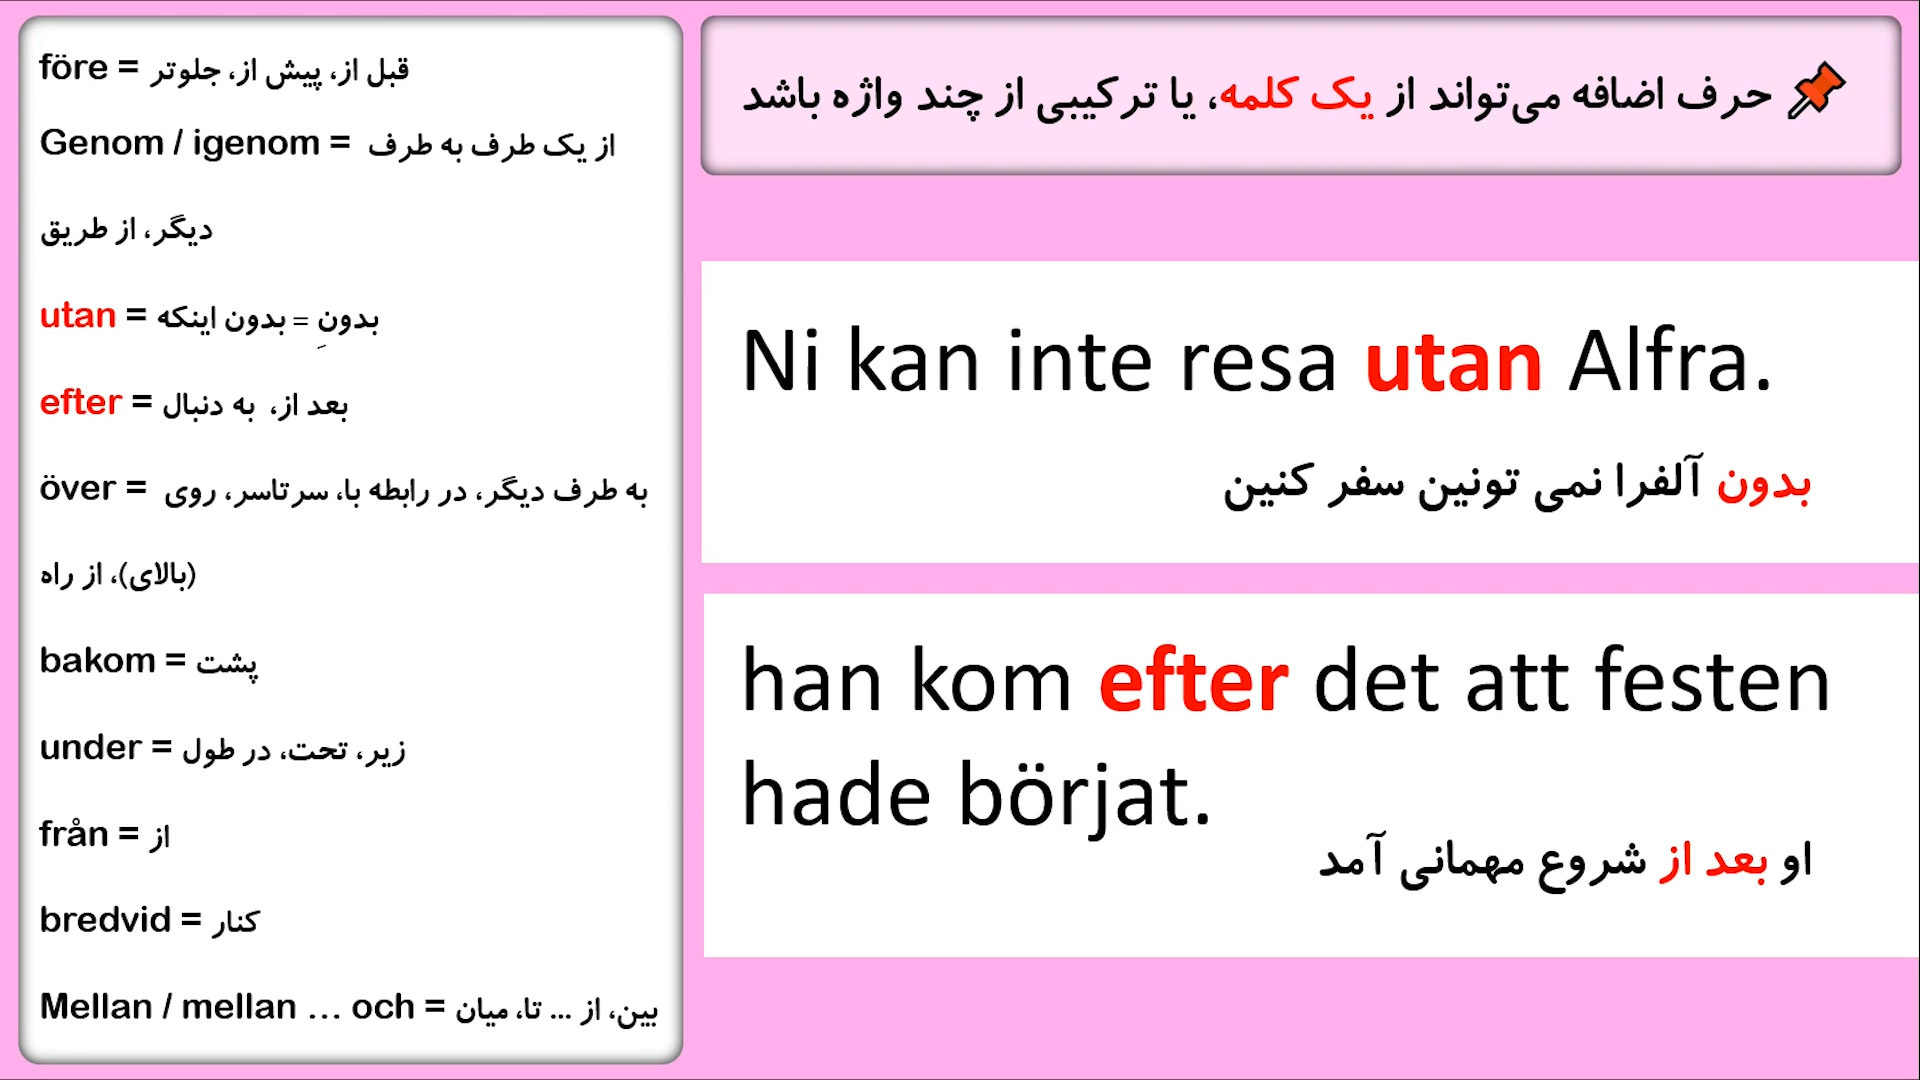 före = قبل از، پیش از، جلوتر
Genom / igenom = از یک طرف به طرف
دیگر، از طریق
utan = بدونِ = بدون اینکه
efter = بعد از، به دنبال
över = به طرف دیگر، در رابطه با، سرتاسر، روی
(بالای)، از راه
bakom = پشت
under = زیر، تحت، در طول
från = از
bredvid = کنار
Mellan / mellan … och = بین، از ... تا، میان
📌 حرف اضافه می‌تواند از یک کلمه، یا ترکیبی از چند واژه باشد
Ni kan inte resa utan Alfra.
بدون آلفرا نمی تونین سفر کنین
han kom efter det att festen
hade börjat.
او بعد از شروع مهمانی آمد